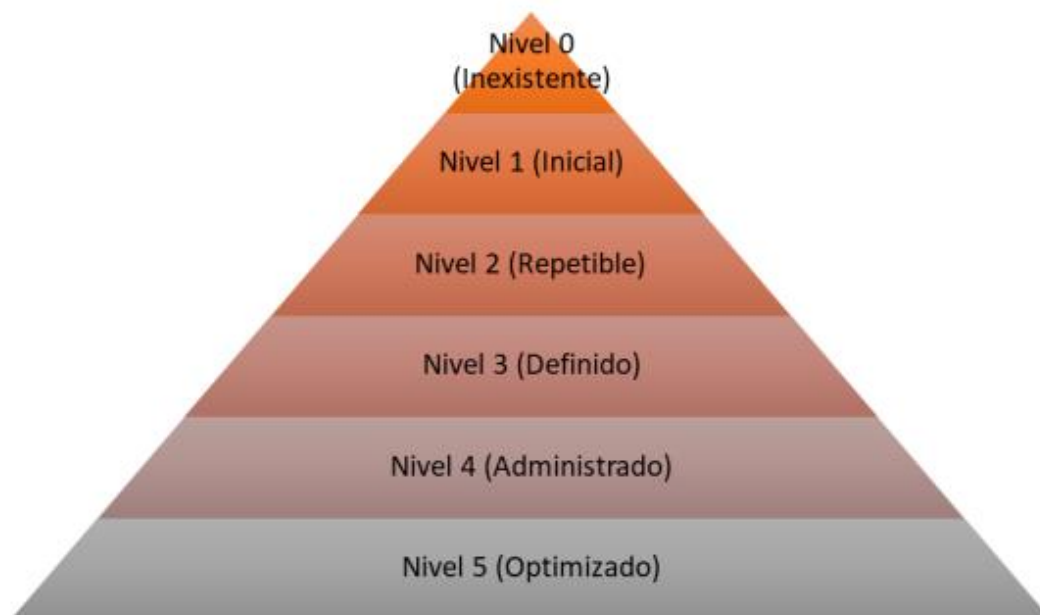 Nivel 0
(Inexistente)
Nivel 1 (Inicial)
Nivel 2 (Repetible)
Nivel 3 (Definido)
Nivel 4 (Administrado)
Nivel 5 (Optimizado)